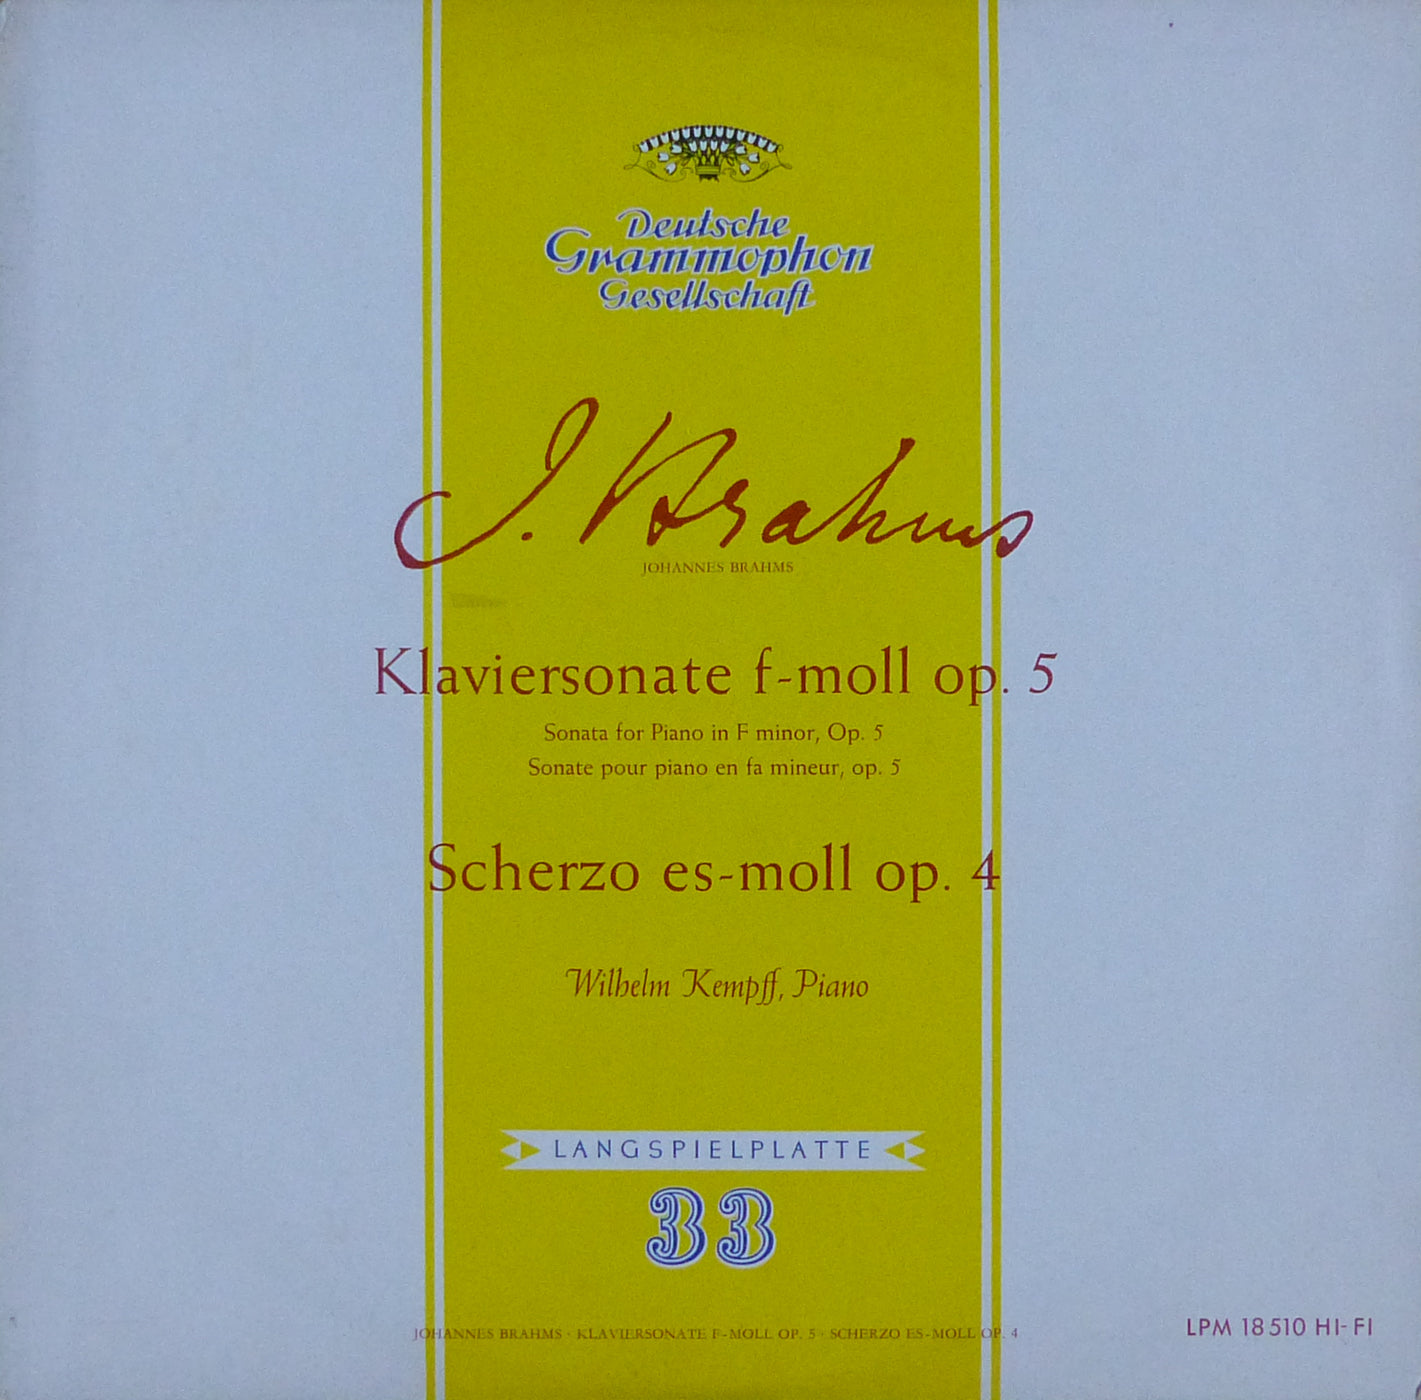 Deutsche
Grammophon
Gesellschaft
J. Brahms
JOHANNES BRAHMS
Klaviersonate f-moll op. 5
Sonata for Piano in F minor, Op. 5
Sonate pour piano en fa mineur, op. 5
Scherzo es-moll op. 4
Wilhelm Kempff, Piano
LANGSPIELPLATTE
33
JOHANNES BRAHMS · KLAVIERSONATE F-MOLL OP. 5 · SCHERZO ES-MOLL OP. 4
LPM 18 510 HI-FI